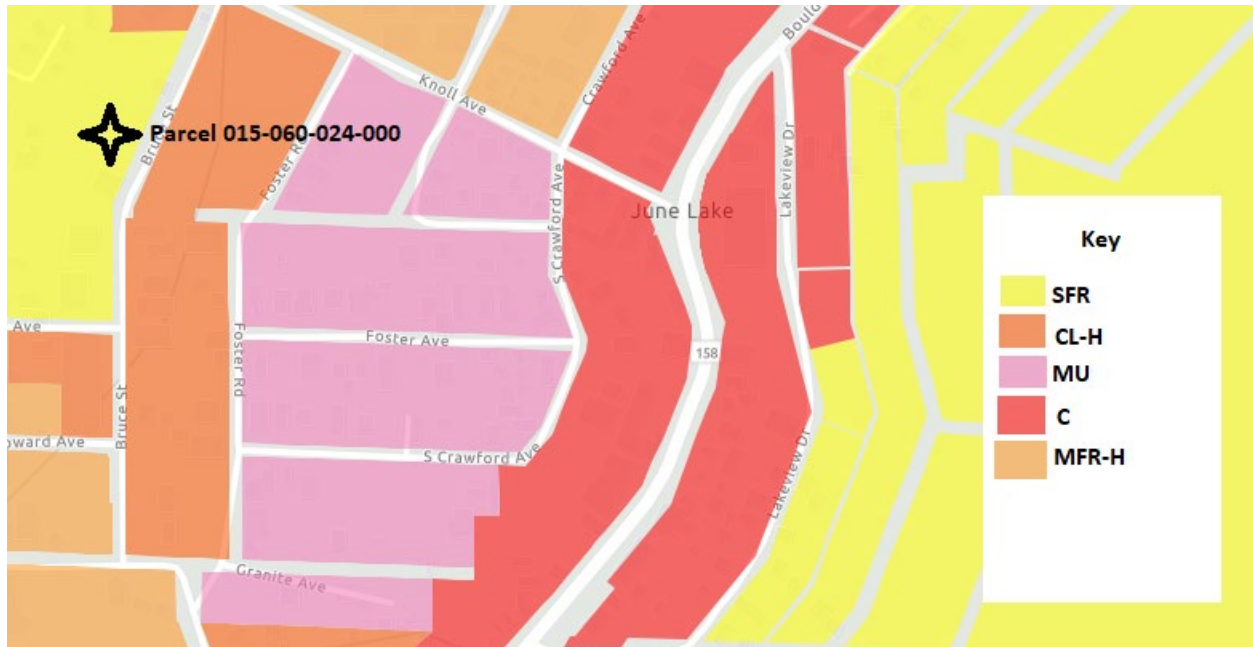 Boul
Knoll Ave
Crawford Ave
Bruce St
Parcel 015-060-024-000
Foster Rd
S Crawford Ave
June Lake
Lakeview Dr
Key
SFR
CL-H
MU
C
MFR-H
Ave
Foster Rd
Foster Ave
158
Bruce St
oward Ave
S Crawford Ave
Lakeview Dr
Granite Ave